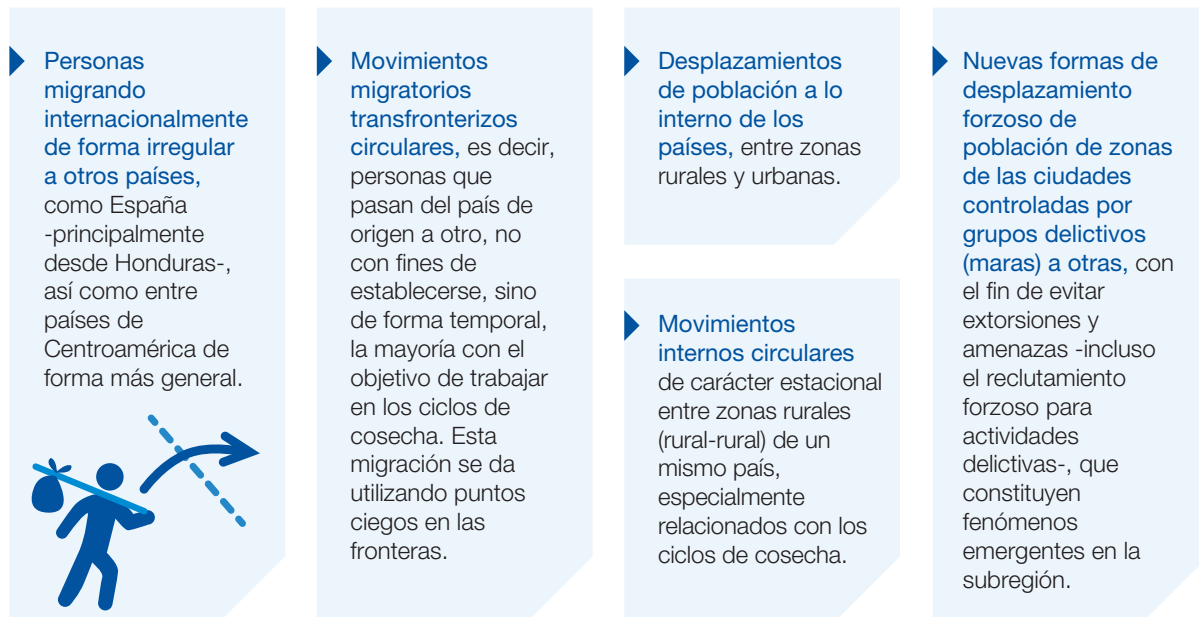 Personas
migrando
internacionalmente
de forma irregular
a otros países,
como España
-principalmente
desde Honduras-,
así como entre
países de
Centroamérica de
forma más general.
Movimientos
migratorios
transfronterizos
circulares, es decir,
personas que
pasan del país de
origen a otro, no
con fines de
establecerse, sino
de forma temporal,
la mayoría con el
objetivo de trabajar
en los ciclos de
cosecha. Esta
migración se da
utilizando puntos
ciegos en las
fronteras.
Desplazamientos
de población a lo
interno de los
países, entre zonas
rurales y urbanas.
Movimientos
internos circulares
de carácter estacional
entre zonas rurales
(rural-rural) de un
mismo país,
especialmente
relacionados con los
ciclos de cosecha.
Nuevas formas de
desplazamiento
forzoso de
población de zonas
de las ciudades
controladas por
grupos delictivos
(maras) a otras, con
el fin de evitar
extorsiones y
amenazas -incluso
el reclutamiento
forzoso para
actividades
delictivas-, que
constituyen
fenómenos
emergentes en la
subregión.